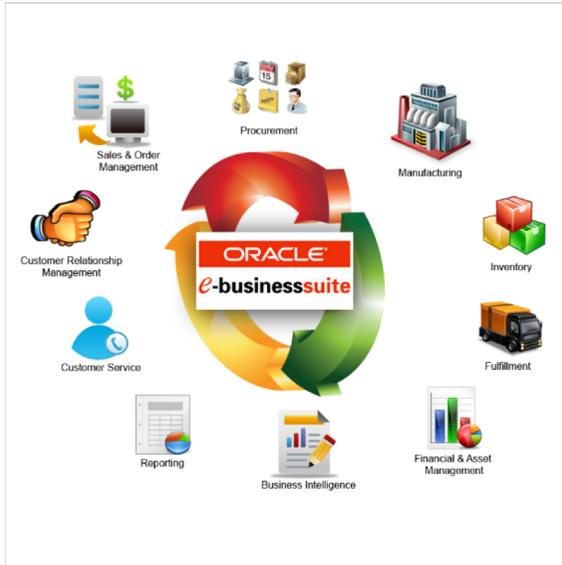 Procurement
15
Sales & Order
Management
Manufacturing
Customer Relationship
Management
ORACLE®
e-businesssuite
Inventory
Customer Service
Fulfillment
Reporting
Business Intelligence
Financial & Asset
Management